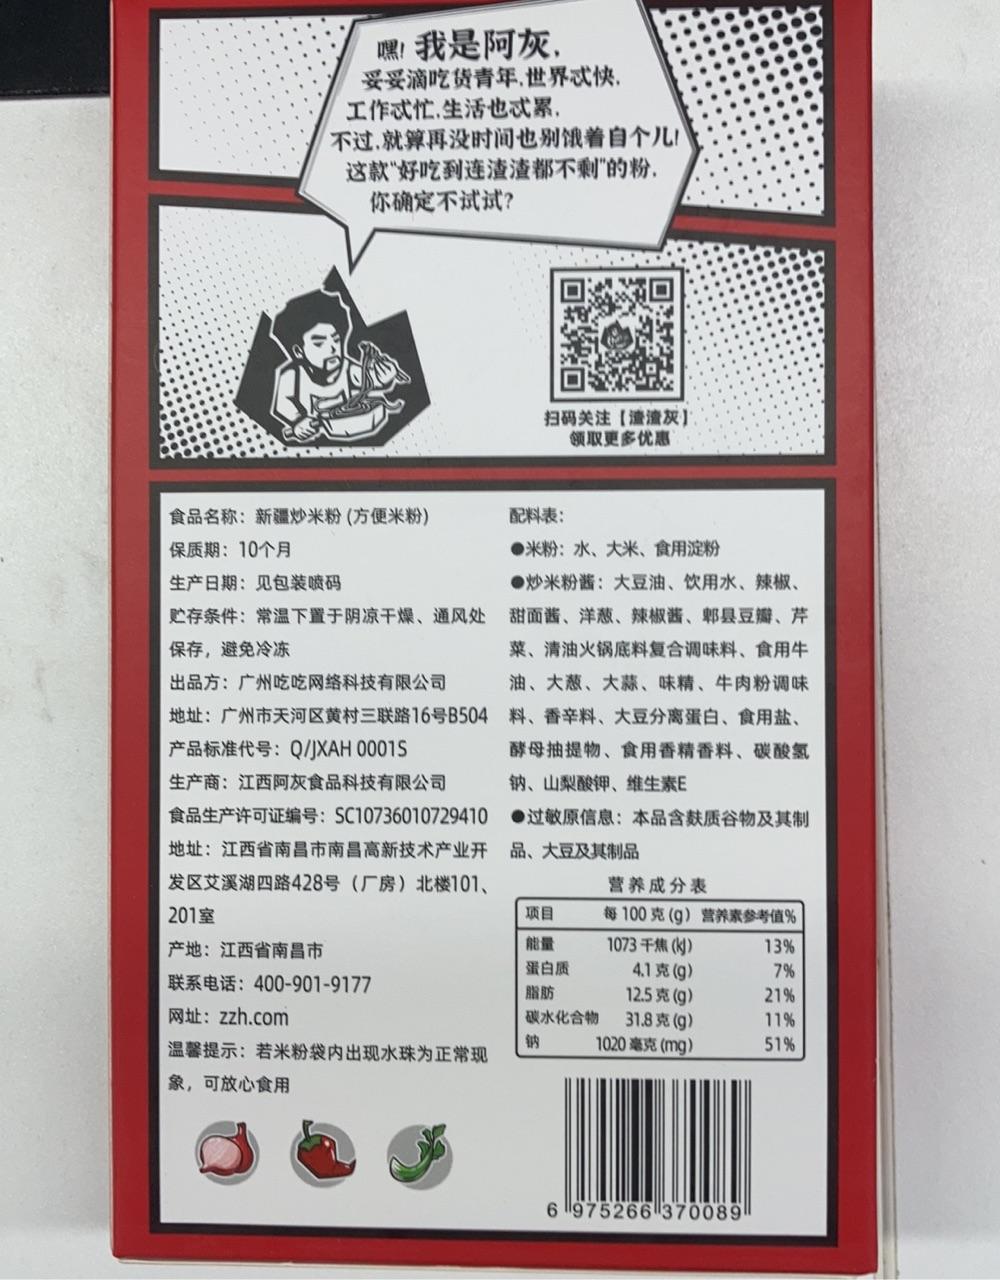 嘿! 我是阿灰,
妥妥滴吃货青年,世界忒快,
工作忒忙,生活也忒累,
不过,就算再没时间也别饿着自个儿!
这款“好吃到连渣渣都不剩”的粉,
你确定不试试?
扫码关注【渣渣灰】
领取更多优惠
食品名称：新疆炒米粉 (方便米粉)
保质期：10个月
生产日期：见包装喷码
贮存条件：常温下置于阴凉干燥、通风处
保存，避免冷冻
出品方：广州吃吃网络科技有限公司
地址：广州市天河区黄村三联路16号B504
产品标准代号：Q/JXAH 0001S
生产商：江西阿灰食品科技有限公司
食品生产许可证编号：SC10736010729410
地址：江西省南昌市南昌高新技术产业开
发区艾溪湖四路428号（厂房）北楼101、
201室
产地：江西省南昌市
联系电话：400-901-9177
网址：zzh.com
温馨提示：若米粉袋内出现水珠为正常现
象，可放心食用
配料表：
●米粉：水、大米、食用淀粉
●炒米粉酱：大豆油、饮用水、辣椒、
甜面酱、洋葱、辣椒酱、郫县豆瓣、芹
菜、清油火锅底料复合调味料、食用牛
油、大葱、大蒜、味精、牛肉粉调味
料、香辛料、大豆分离蛋白、食用盐、
酵母抽提物、食用香精香料、碳酸氢
钠、山梨酸钾、维生素E
●过敏原信息：本品含麸质谷物及其制
品、大豆及其制品
营养成分表
项目 每 100 克 (g) 营养素参考值%
能量 1073 千焦 (kJ) 13%
蛋白质 4.1 克 (g) 7%
脂肪 12.5 克 (g) 21%
碳水化合物 31.8 克 (g) 11%
钠 1020 毫克 (mg) 51%
6 975266 370089